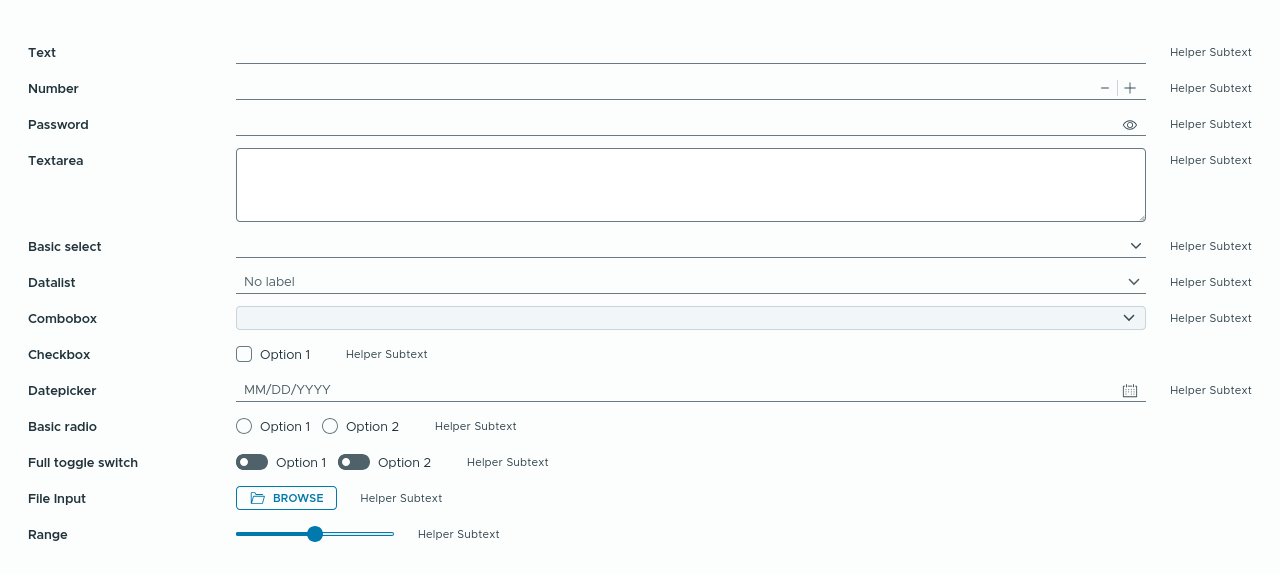 Text Helper Subtext
Number Helper Subtext
Password Helper Subtext
Textarea Helper Subtext
Basic select Helper Subtext
Datalist No label Helper Subtext
Combobox Helper Subtext
Checkbox Option 1 Helper Subtext
Datepicker MM/DD/YYYY Helper Subtext
Basic radio Option 1 Option 2 Helper Subtext
Full toggle switch Option 1 Option 2 Helper Subtext
File Input BROWSE Helper Subtext
Range Helper Subtext